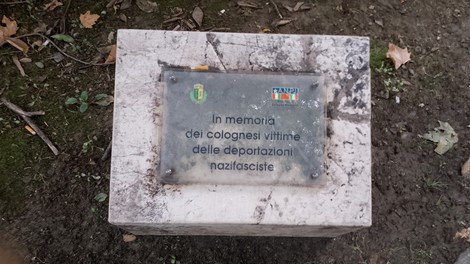 A.N.P.I.
In memoria
dei colognesi vittime
delle deportazioni
nazifasciste